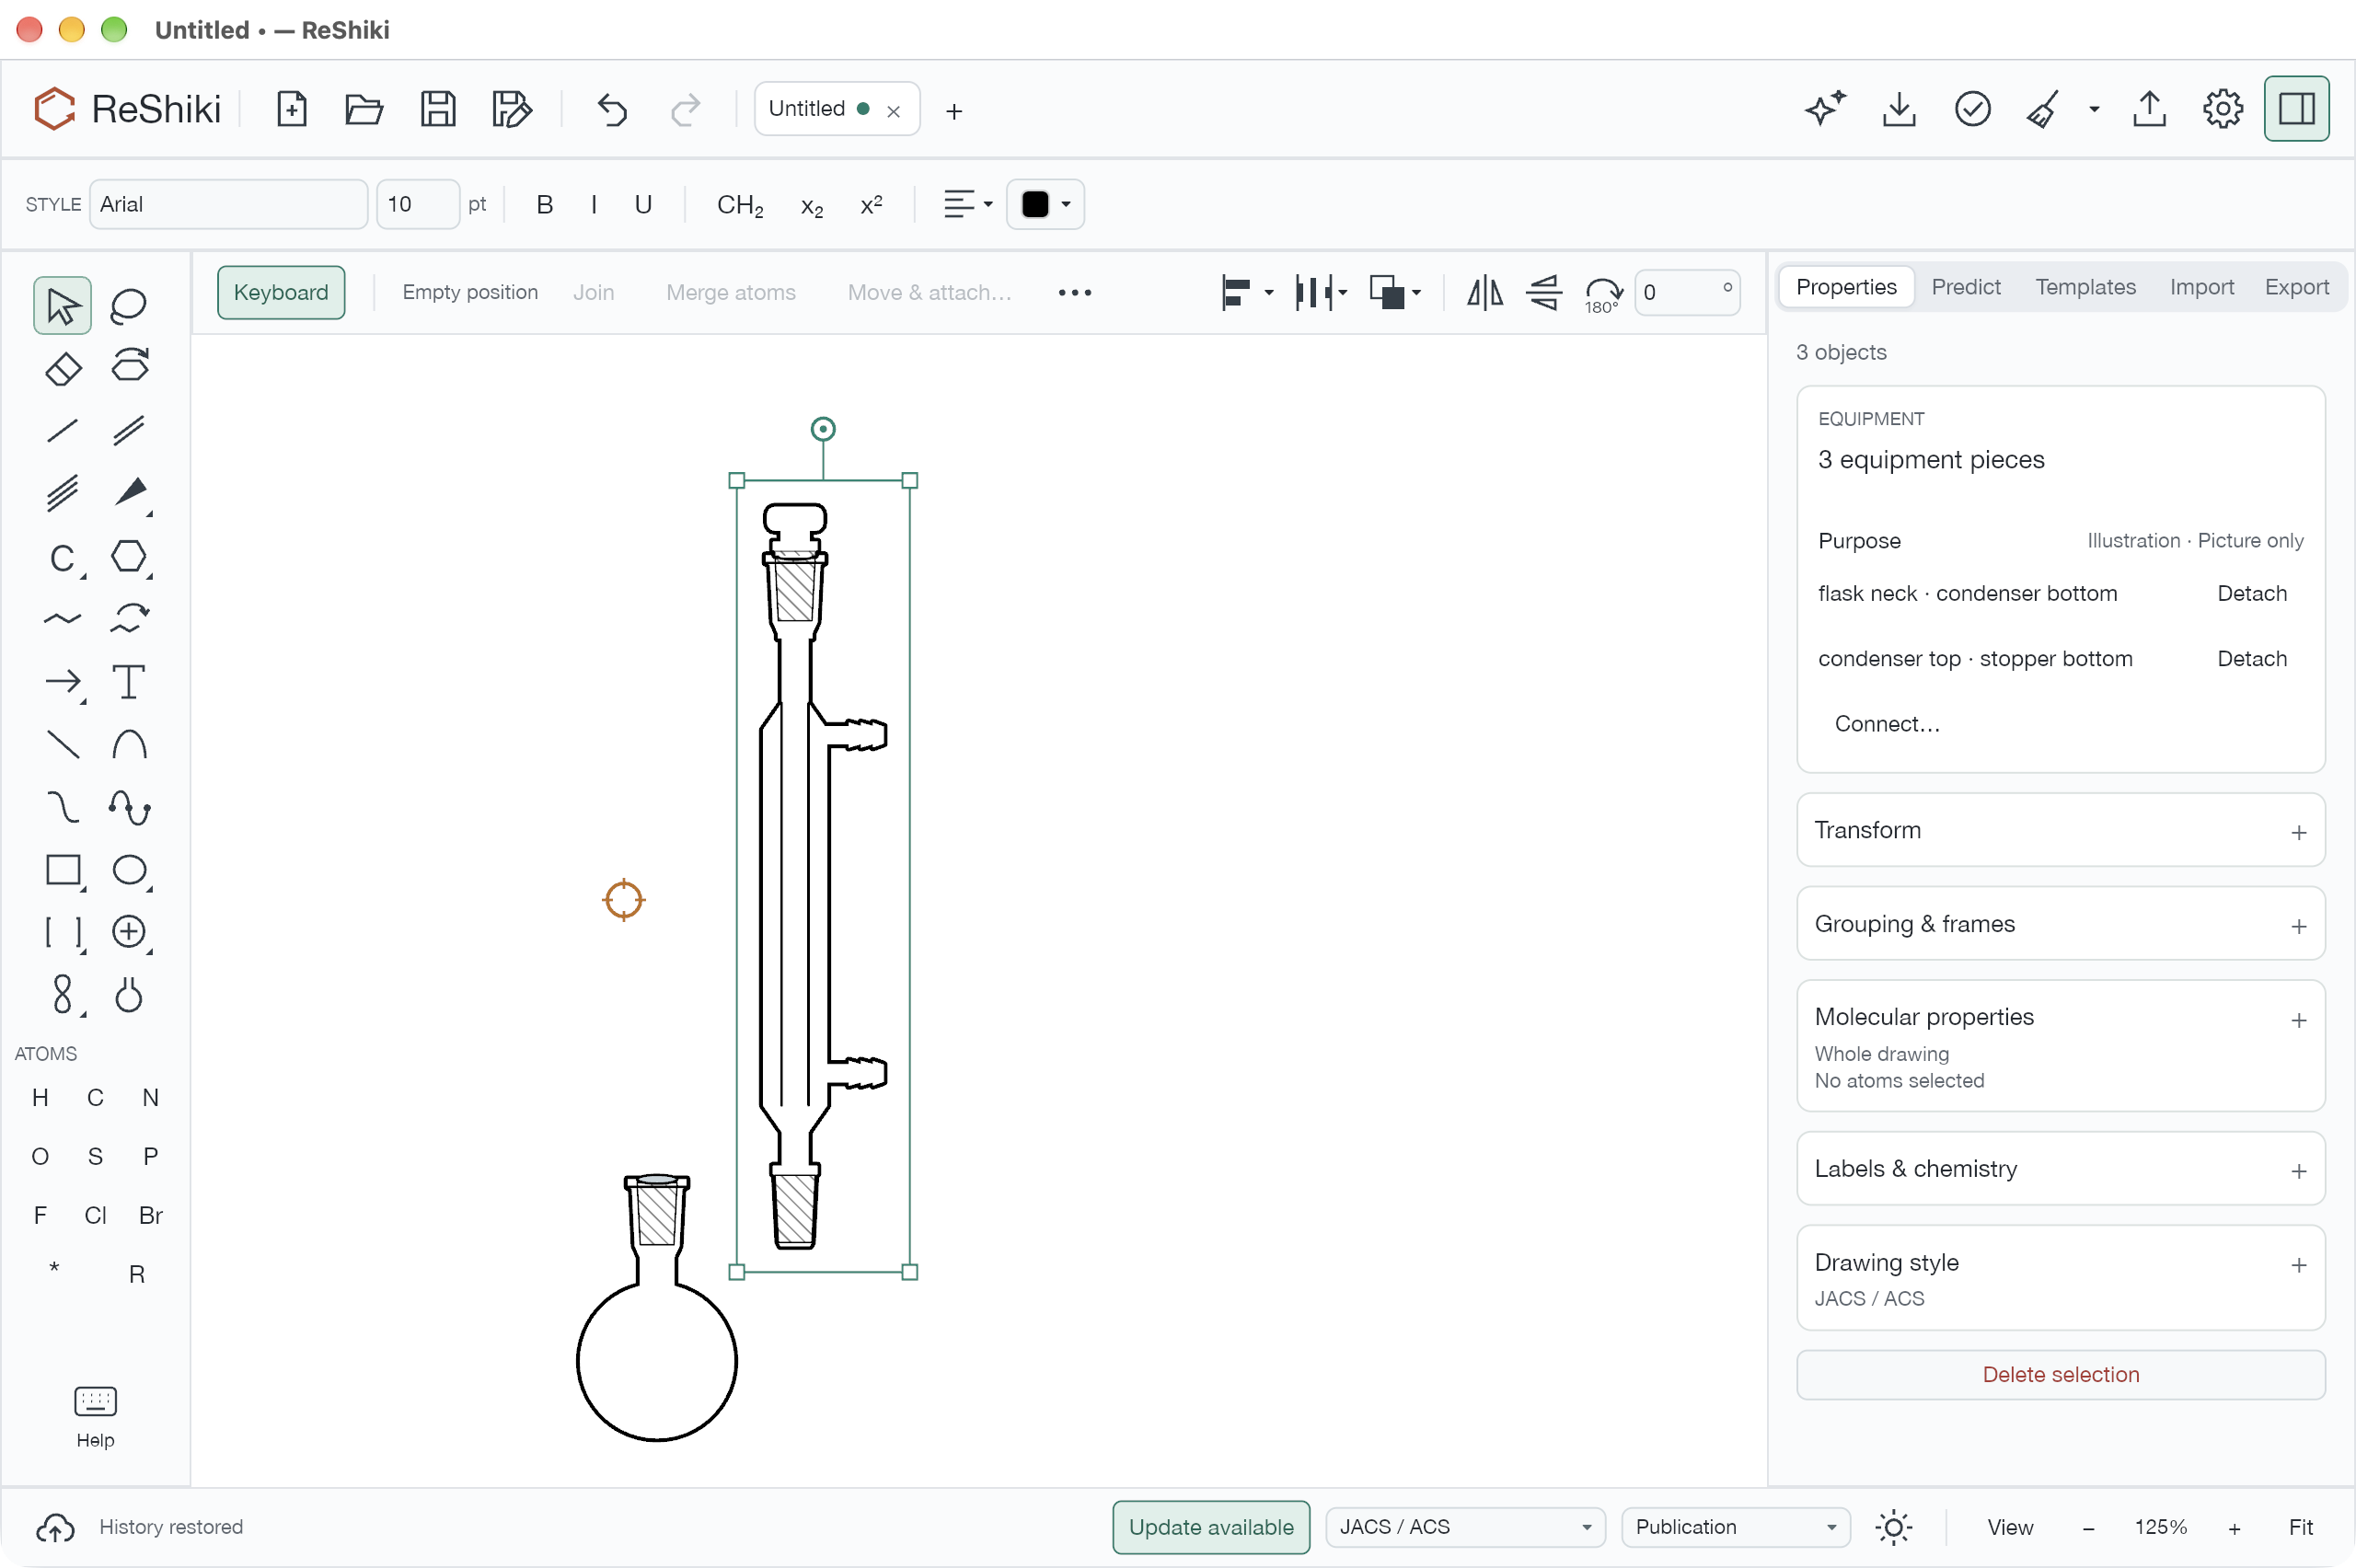 Untitled • — ReShiki
ReShiki
Untitled
STYLE Arial 10 pt B I U CH₂ x₂ x²
Keyboard Empty position Join Merge atoms Move & attach... 180° 0 °
Properties Predict Templates Import Export
3 objects
EQUIPMENT
3 equipment pieces
Purpose Illustration · Picture only
flask neck · condenser bottom Detach
condenser top · stopper bottom Detach
Connect...
Transform +
Grouping & frames +
Molecular properties +
Whole drawing
No atoms selected
Labels & chemistry +
Drawing style +
JACS / ACS
Delete selection
C
T
[ ]
ATOMS
H C N
O S P
F Cl Br
* R
Help
History restored Update available JACS / ACS Publication View – 125% + Fit